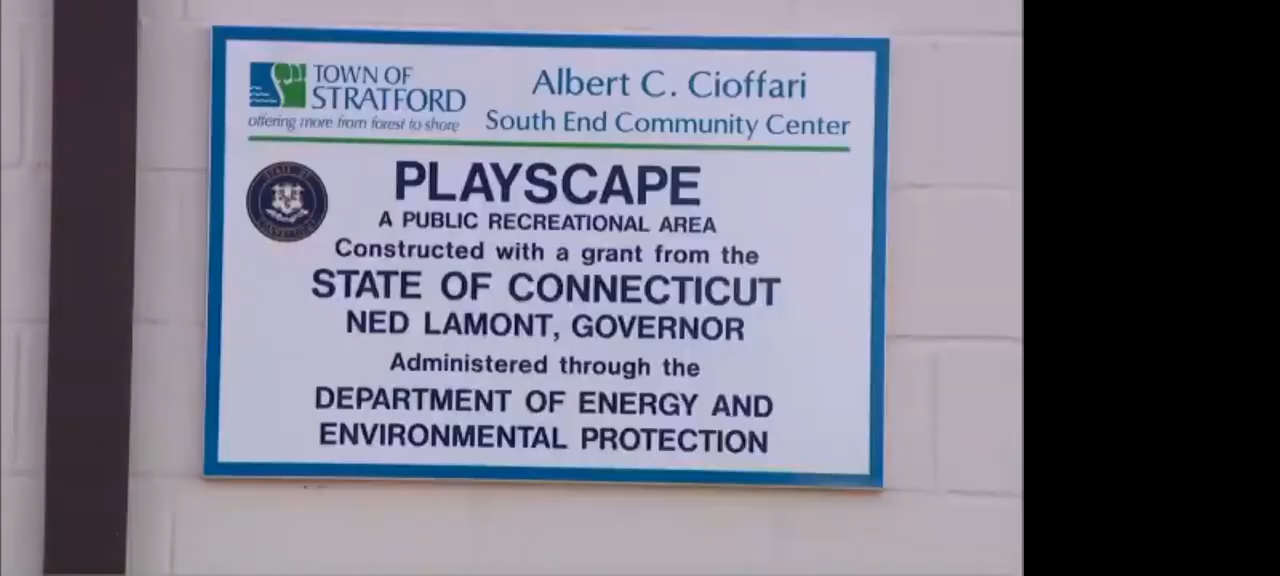 TOWN OF
STRATFORD
offering more from forest to shore
Albert C. Cioffari
South End Community Center
PLAYSCAPE
A PUBLIC RECREATIONAL AREA
Constructed with a grant from the
STATE OF CONNECTICUT
NED LAMONT, GOVERNOR
Administered through the
DEPARTMENT OF ENERGY AND
ENVIRONMENTAL PROTECTION